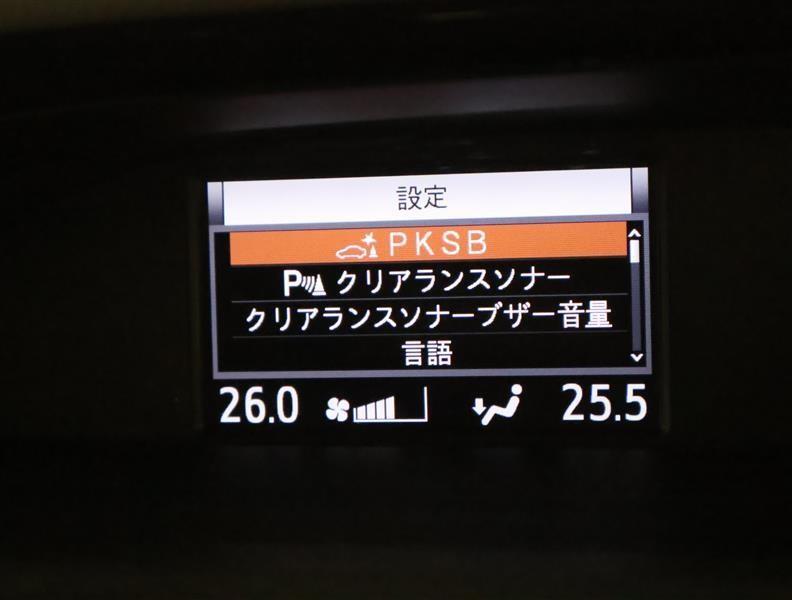 設定
PKSB
P クリアランスソナー
クリアランスソナーブザー音量
言語
26.0 25.5